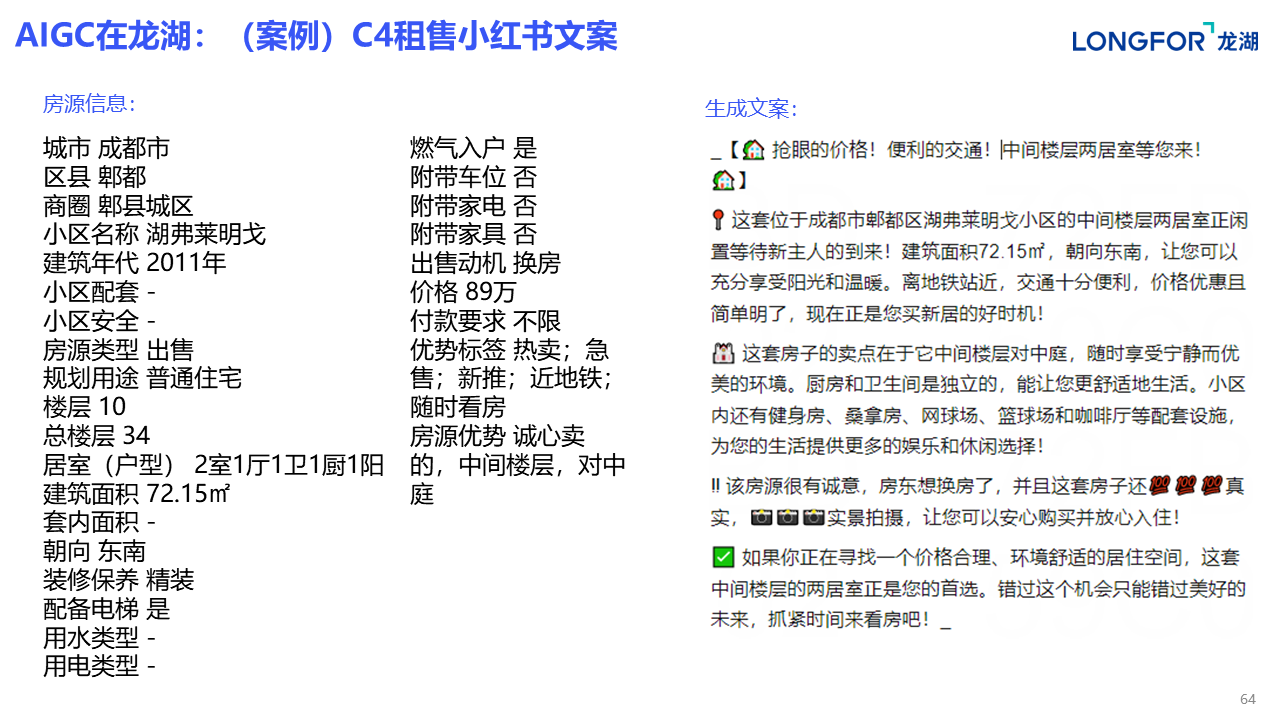 AIGC在龙湖：（案例）C4租售小红书文案
LONGFOR 龙湖
房源信息：
城市 成都市
区县 郫都
商圈 郫县城区
小区名称 湖弗莱明戈
建筑年代 2011年
小区配套 -
小区安全 -
房源类型 出售
规划用途 普通住宅
楼层 10
总楼层 34
居室（户型） 2室1厅1卫1厨1阳
建筑面积 72.15㎡
套内面积 -
朝向 东南
装修保养 精装
配备电梯 是
用水类型 -
用电类型 -
燃气入户 是
附带车位 否
附带家电 否
附带家具 否
出售动机 换房
价格 89万
付款要求 不限
优势标签 热卖；急
售；新推；近地铁；
随时看房
房源优势 诚心卖
的，中间楼层，对中
庭
生成文案：
_【🏠 抢眼的价格！便利的交通！中间楼层两居室等您来！
🏠】
📍 这套位于成都市郫都区湖弗莱明戈小区的中间楼层两居室正闲
置等待新主人的到来！建筑面积72.15㎡，朝向东南，让您可以
充分享受阳光和温暖。离地铁站近，交通十分便利，价格优惠且
简单明了，现在正是您买新居的好时机！
这套房子的卖点在于它中间楼层对中庭，随时享受宁静而优
美的环境。厨房和卫生间是独立的，能让您更舒适地生活。小区
内还有健身房、桑拿房、网球场、篮球场和咖啡厅等配套设施，
为您的生活提供更多的娱乐和休闲选择！
‼ 该房源很有诚意，房东想换房了，并且这套房子还💯💯💯真
实，📷📷📷实景拍摄，让您可以安心购买并放心入住！
✅ 如果你正在寻找一个价格合理、环境舒适的居住空间，这套
中间楼层的两居室正是您的首选。错过这个机会只能错过美好的
未来，抓紧时间来看房吧！_
64